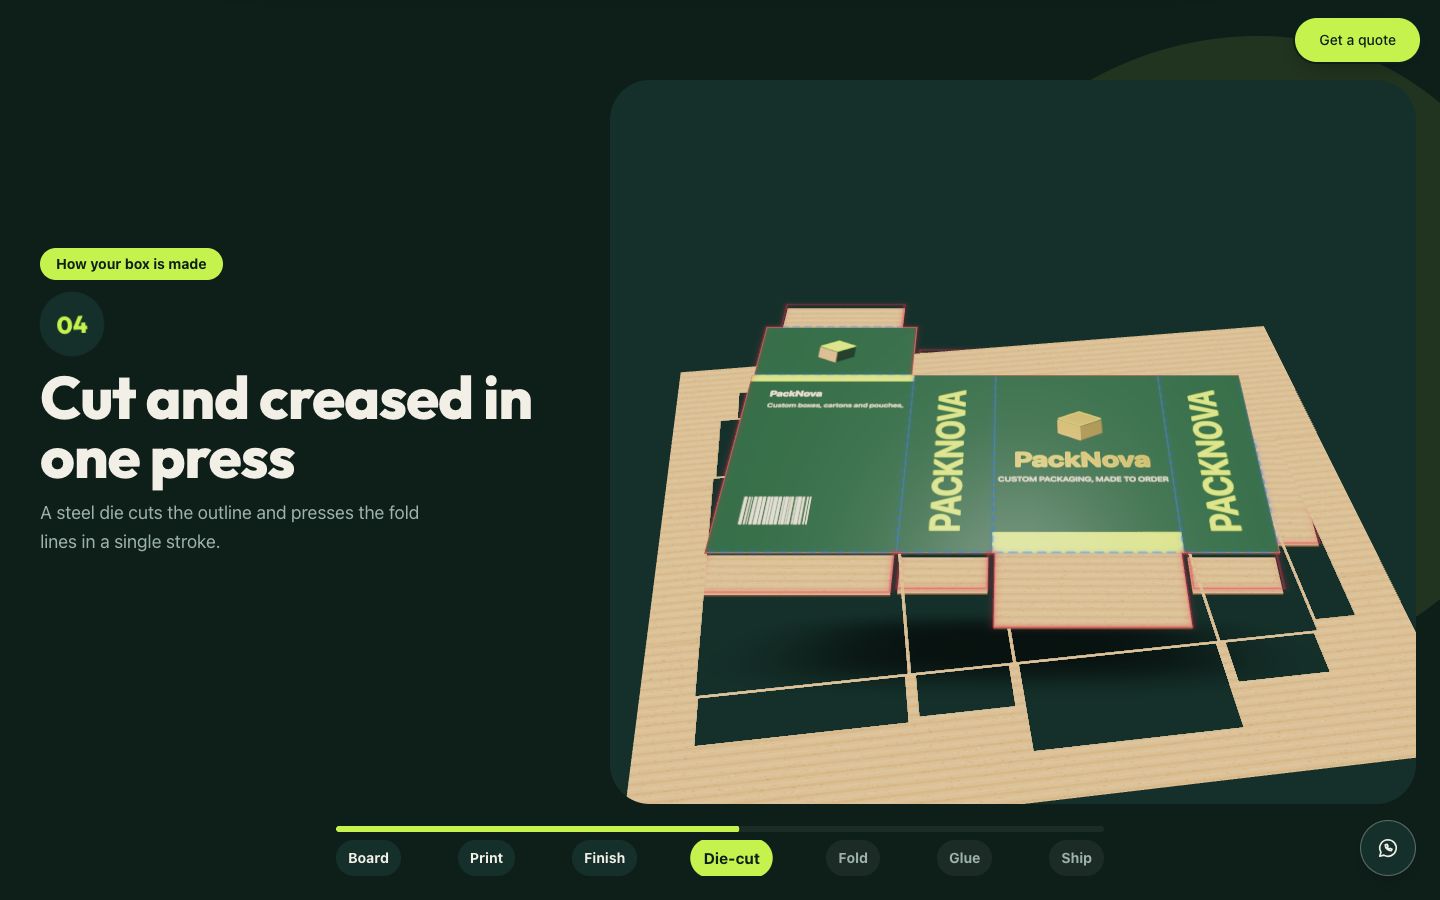 Get a quote
How your box is made
04
Cut and creased in
one press
A steel die cuts the outline and presses the fold
lines in a single stroke.
PackNova
Custom boxes, cartons and pouches,
PACKNOVA
PackNova
CUSTOM PACKAGING, MADE TO ORDER
PACKNOVA
Board
Print
Finish
Die-cut
Fold
Glue
Ship